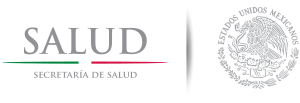 SALUD
SECRETARÍA DE SALUD
ESTADOS UNIDOS MEXICANOS